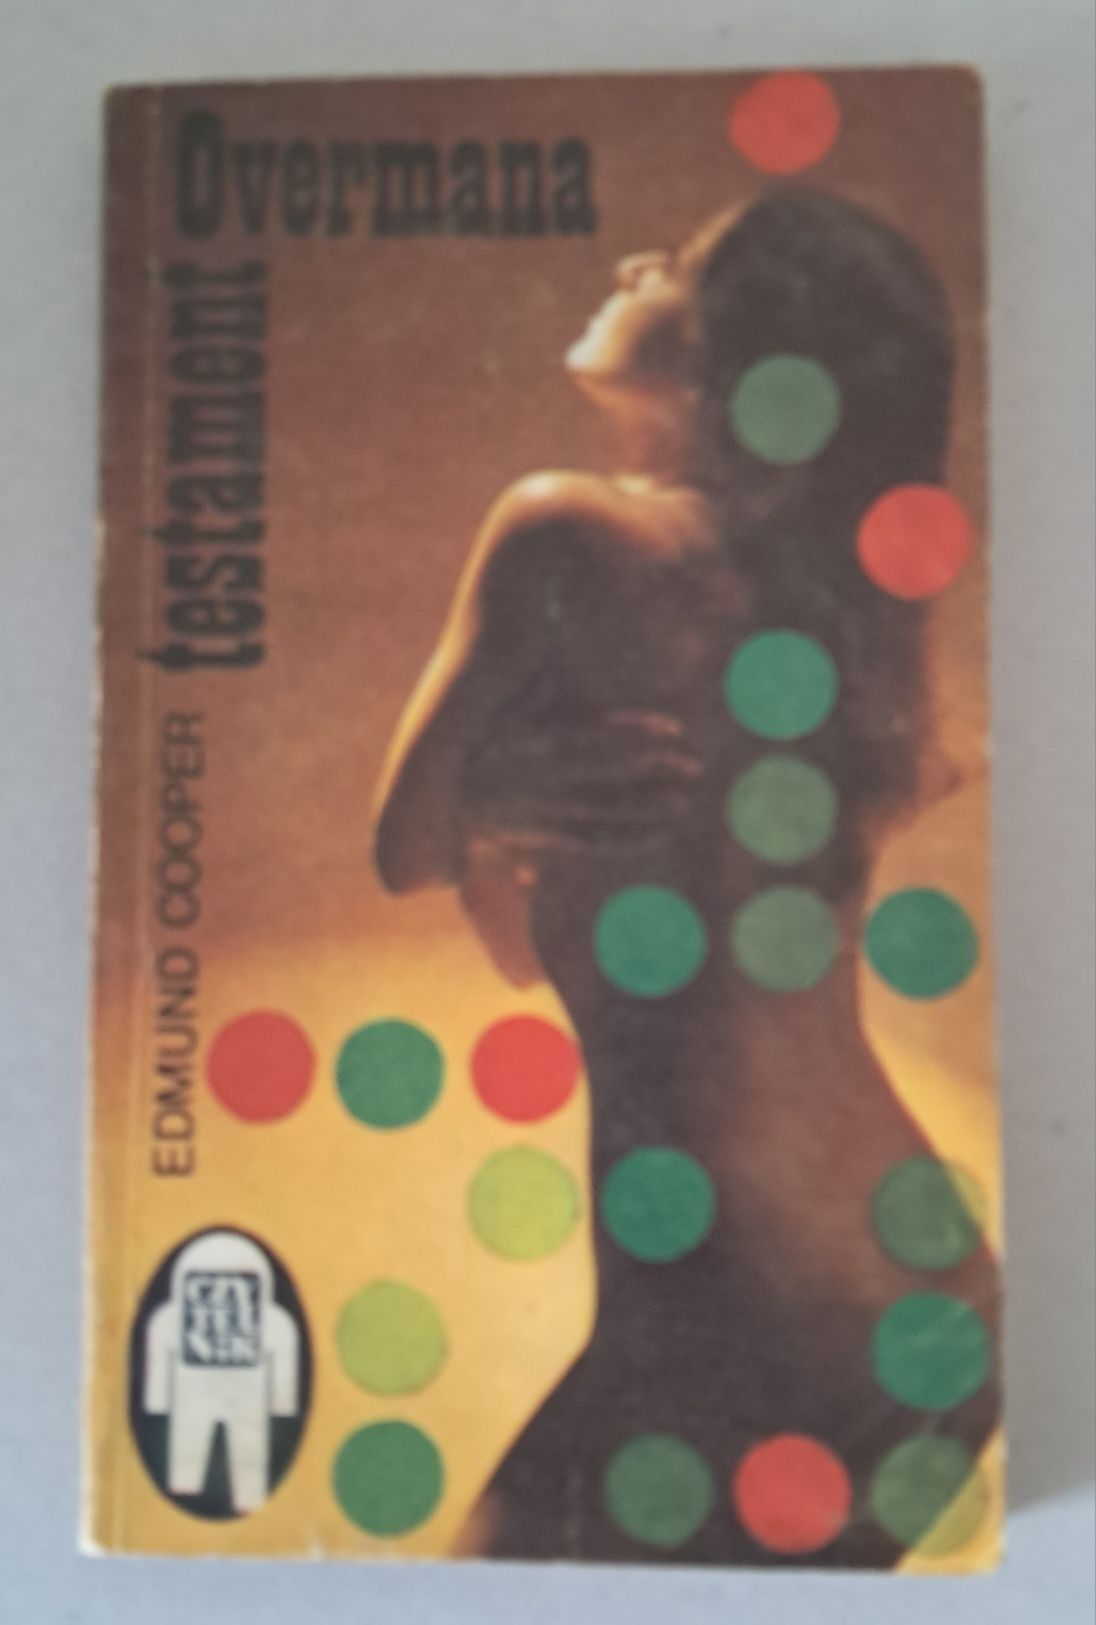 EDMUND COOPER
testament
Overmana